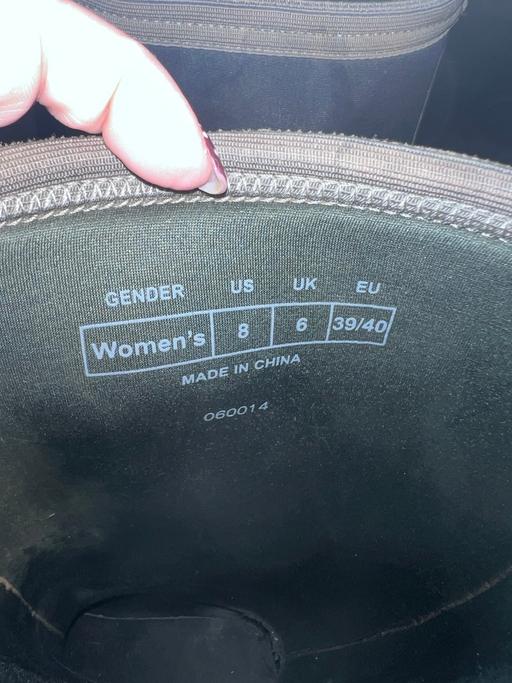 GENDER US UK EU
Women's 8 6 39/40
MADE IN CHINA
060014